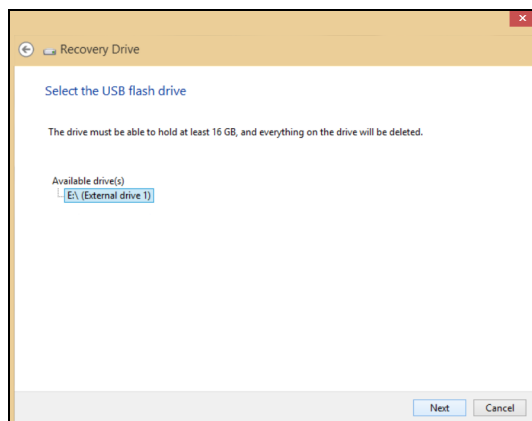 Recovery Drive
Select the USB flash drive
The drive must be able to hold at least 16 GB, and everything on the drive will be deleted.
Available drive(s)
E:\ (External drive 1)
Next Cancel